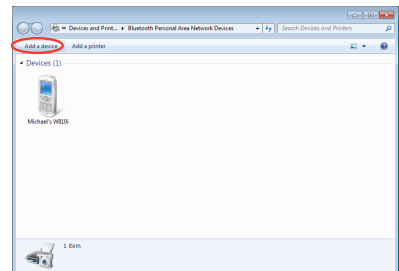 « Devices and Print... ▸ Bluetooth Personal Area Network Devices
Search Devices and Printers
Add a device
Add a printer
Devices (1)
Michael's W810i
1 item